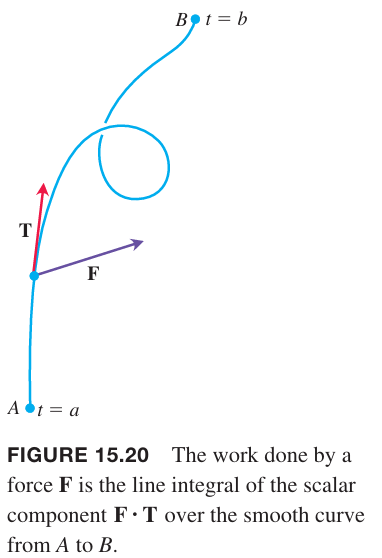 B t = b
T
F
A t = a
FIGURE 15.20 The work done by a
force F is the line integral of the scalar
component F · T over the smooth curve
from A to B.